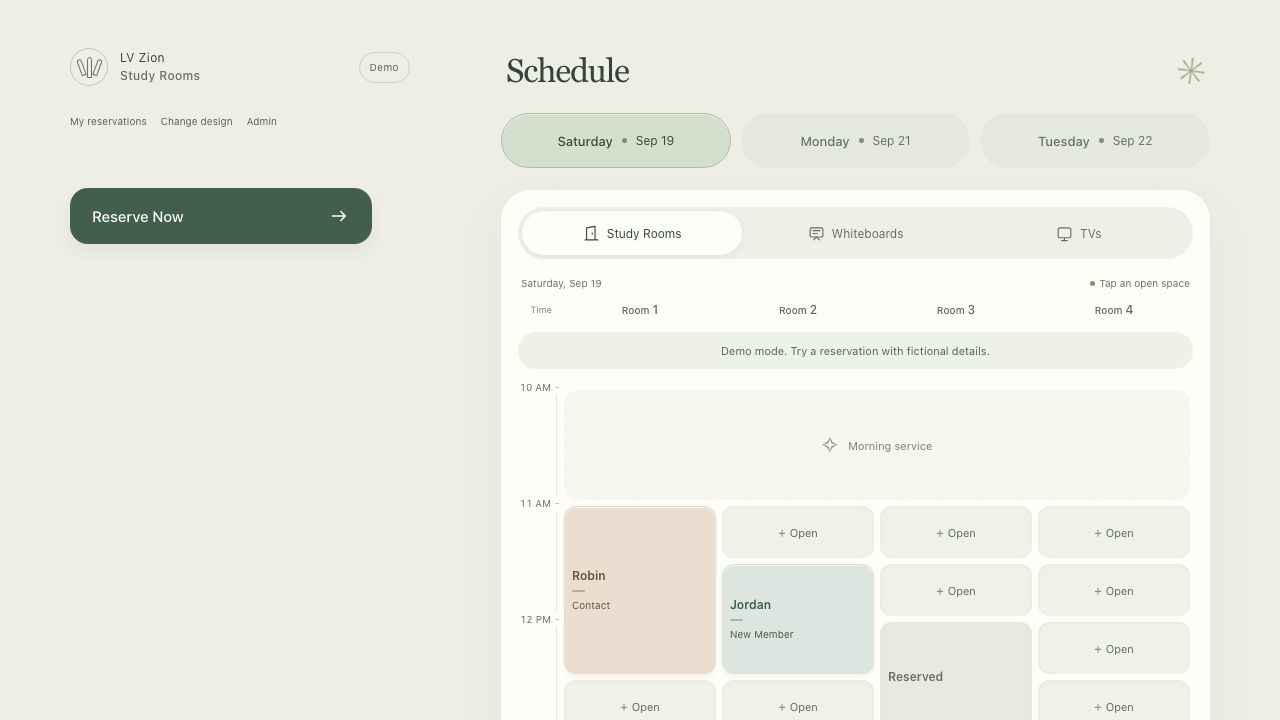 LV Zion
Study Rooms
Demo
My reservations
Change design
Admin
Reserve Now
Schedule
Saturday • Sep 19
Monday • Sep 21
Tuesday • Sep 22
Study Rooms
Whiteboards
TVs
Saturday, Sep 19
Tap an open space
Time
Room 1
Room 2
Room 3
Room 4
Demo mode. Try a reservation with fictional details.
10 AM
Morning service
11 AM
Robin
Contact
+ Open
+ Open
+ Open
Jordan
New Member
+ Open
+ Open
12 PM
Reserved
+ Open
+ Open
+ Open
+ Open